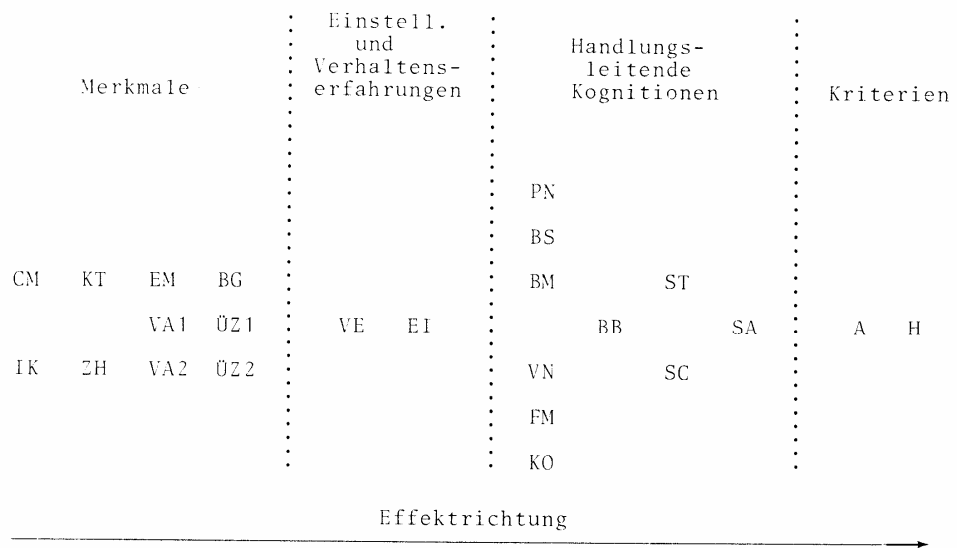 Einstell.
und
Verhaltens-
erfahrungen
Handlungs-
leitende
Kognitionen
Merkmale
Kriterien
PN
BS
CM KT EM BG BM ST
VA1 ÜZ1 VE EI BB SA A H
IK ZH VA2 ÜZ2 VN SC
FM
KO
Effektrichtung